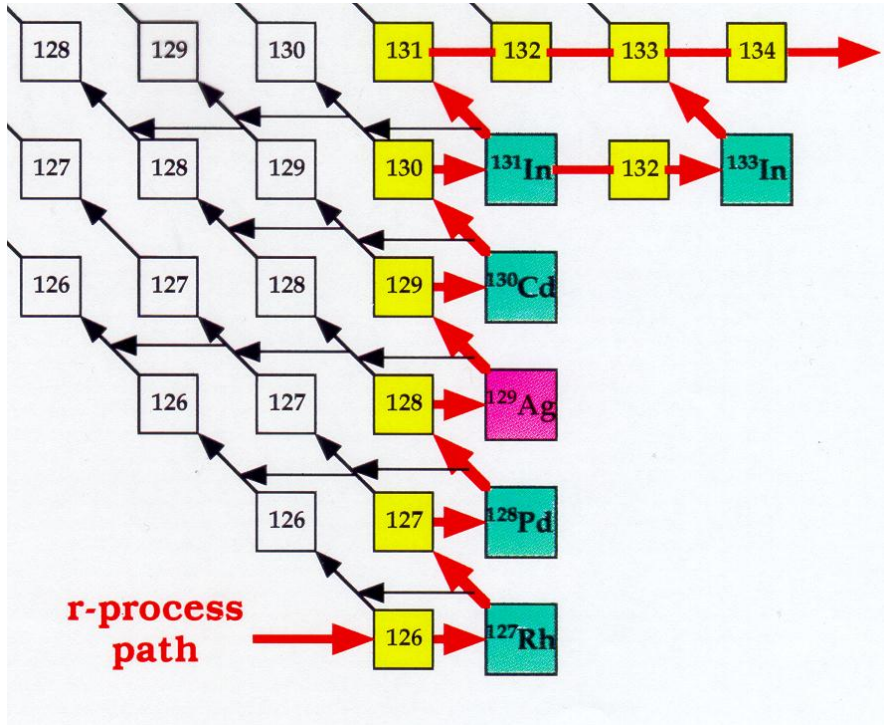 128 129 130 131 132 133 134
127 128 129 130 ¹³¹In 132 ¹³³In
126 127 128 129 ¹³⁰Cd
126 127 128 ¹²⁹Ag
126 127 ¹²⁸Pd
r-process
path
126 ¹²⁷Rh